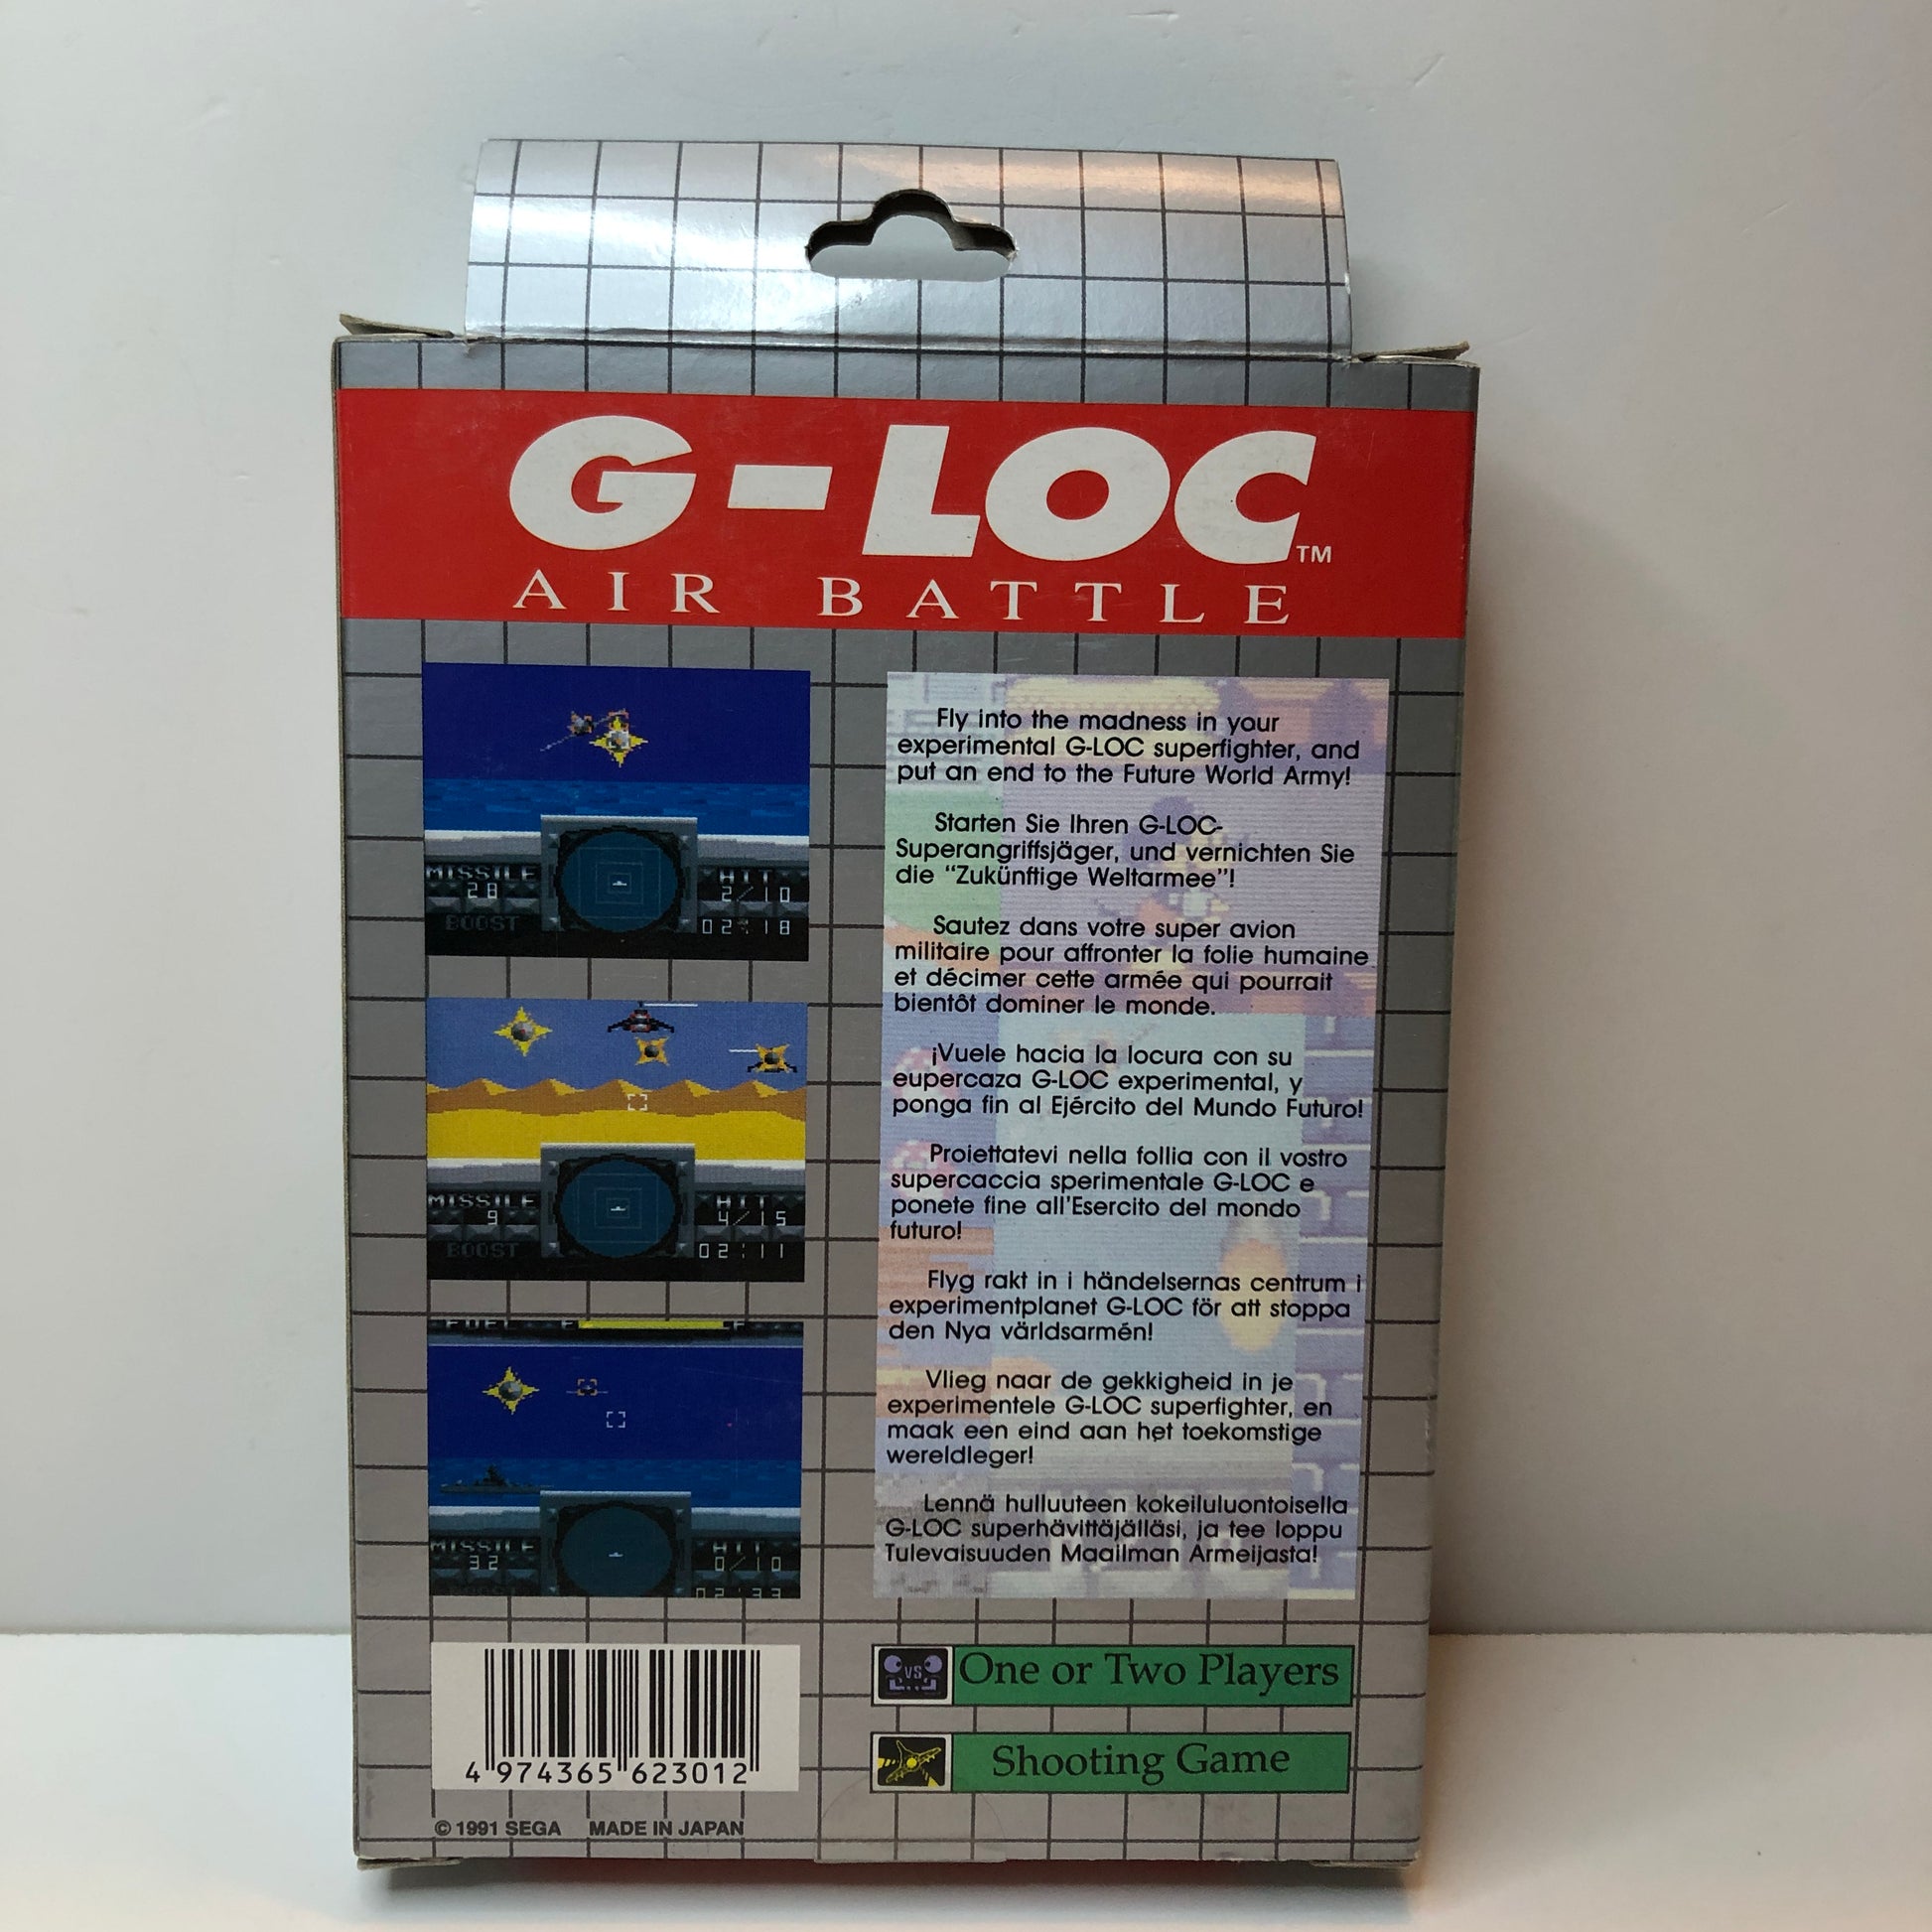 G-LOC™
AIR BATTLE
MISSILE
28
BOOST
HIT
2/10
02:18
MISSILE
9
BOOST
HIT
4/15
02:11
FUEL E F
MISSILE
32
BOOST
HIT
0/10
02:33
Fly into the madness in your
experimental G-LOC superfighter, and
put an end to the Future World Army!
Starten Sie Ihren G-LOC-
Superangriffsjäger, und vernichten Sie
die “Zukünftige Weltarmee”!
Sautez dans votre super avion
militaire pour affronter la folie humaine
et décimer cette armée qui pourrait
bientôt dominer le monde.
¡Vuele hacia la locura con su
eupercaza G-LOC experimental, y
ponga fin al Ejército del Mundo Futuro!
Proiettatevi nella follia con il vostro
supercaccia sperimentale G-LOC e
ponete fine all'Esercito del mondo
futuro!
Flyg rakt in i händelsernas centrum i
experimentplanet G-LOC för att stoppa
den Nya världsarmén!
Vlieg naar de gekkigheid in je
experimentele G-LOC superfighter, en
maak een eind aan het toekomstige
wereldleger!
Lennä hulluuteen kokeiluluontoisella
G-LOC superhävittäjälläsi, ja tee loppu
Tulevaisuuden Maailman Armeijasta!
VS
One or Two Players
Shooting Game
4 974365 623012
© 1991 SEGA MADE IN JAPAN